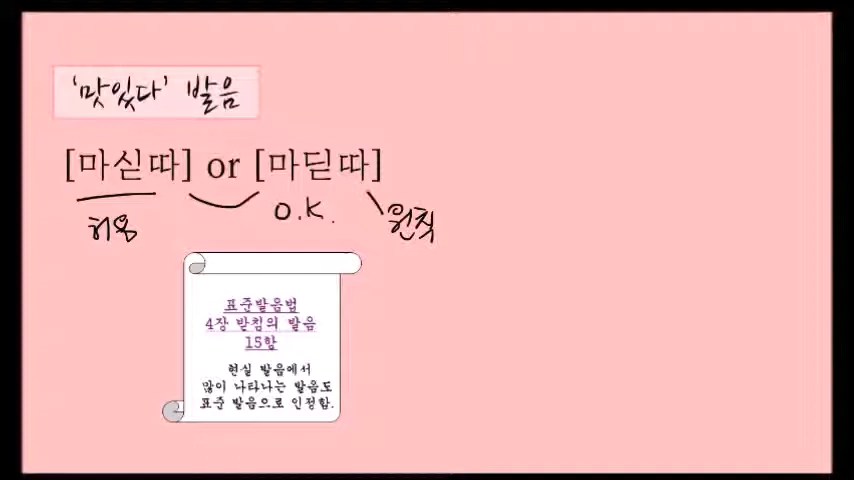 '맛있다' 발음
[마싣따] or [마딛따]
허용
O.K.
원칙
표준발음법
4장 받침의 발음
15항
현실 발음에서
많이 나타나는 발음도
표준 발음으로 인정함.